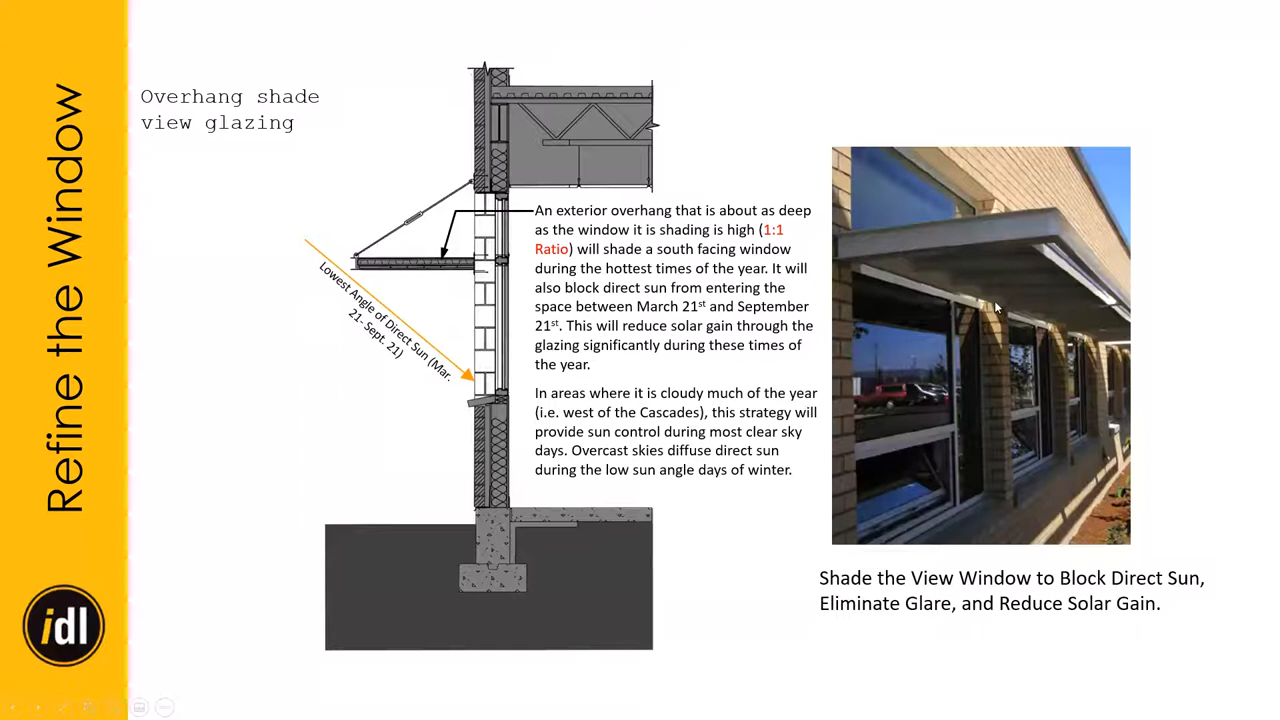 Refine the Window
Overhang shade
view glazing
Lowest Angle of Direct Sun (Mar.
21- Sept. 21)
An exterior overhang that is about as deep
as the window it is shading is high (1:1
Ratio) will shade a south facing window
during the hottest times of the year. It will
also block direct sun from entering the
space between March 21st and September
21st. This will reduce solar gain through the
glazing significantly during these times of
the year.
In areas where it is cloudy much of the year
(i.e. west of the Cascades), this strategy will
provide sun control during most clear sky
days. Overcast skies diffuse direct sun
during the low sun angle days of winter.
Shade the View Window to Block Direct Sun,
Eliminate Glare, and Reduce Solar Gain.
idl